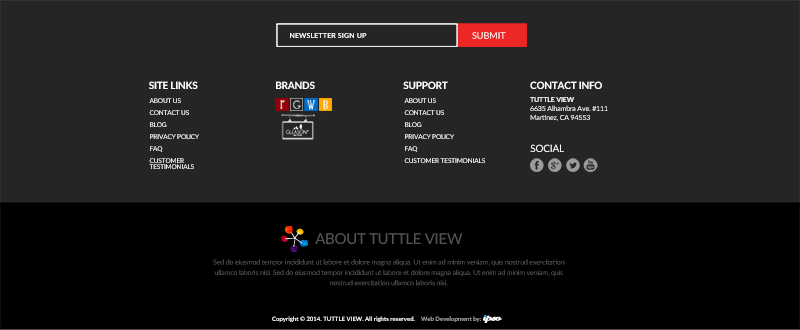 NEWSLETTER SIGN UP
SUBMIT
SITE LINKS
ABOUT US
CONTACT US
BLOG
PRIVACY POLICY
FAQ
CUSTOMER
TESTIMONIALS
BRANDS
r G W B
SUPPORT
ABOUT US
CONTACT US
BLOG
PRIVACY POLICY
FAQ
CUSTOMER TESTIMONIALS
CONTACT INFO
TUTTLE VIEW
6635 Alhambra Ave. #111
Martinez, CA 94553
SOCIAL
f g+ You Tube
ABOUT TUTTLE VIEW
Sed do eiusmod tempor incididunt ut labore et dolore magna aliqua. Ut enim ad minim veniam, quis nostrud exercitation
ullamco laboris nisi. Sed do eiusmod tempor incididunt ut labore et dolore magna aliqua. Ut enim ad minim veniam, quis
nostrud exercitation ullamco laboris nisi.
Copyright © 2014. TUTTLE VIEW. All rights reserved. Web Development by: